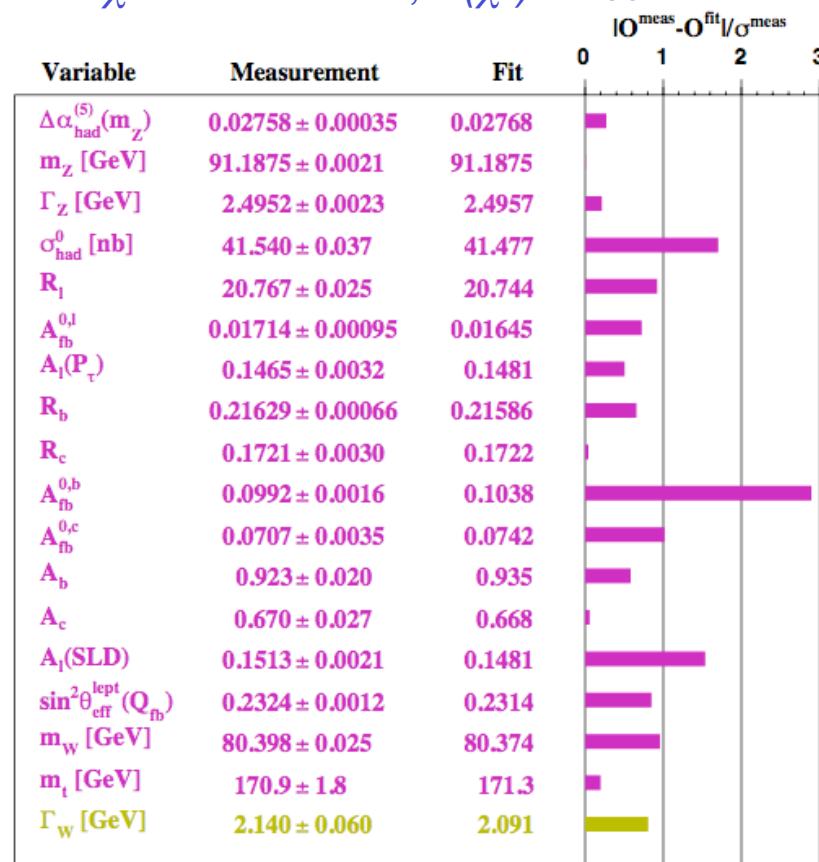 |O^meas-O^fit|/σ^meas
Variable Measurement Fit 0 1 2 3
Δα_had^(5)(m_Z) 0.02758 ± 0.00035 0.02768
m_Z [GeV] 91.1875 ± 0.0021 91.1875
Γ_Z [GeV] 2.4952 ± 0.0023 2.4957
σ_had^0 [nb] 41.540 ± 0.037 41.477
R_l 20.767 ± 0.025 20.744
A_fb^0,l 0.01714 ± 0.00095 0.01645
A_l(P_τ) 0.1465 ± 0.0032 0.1481
R_b 0.21629 ± 0.00066 0.21586
R_c 0.1721 ± 0.0030 0.1722
A_fb^0,b 0.0992 ± 0.0016 0.1038
A_fb^0,c 0.0707 ± 0.0035 0.0742
A_b 0.923 ± 0.020 0.935
A_c 0.670 ± 0.027 0.668
A_l(SLD) 0.1513 ± 0.0021 0.1481
sin²θ_eff^lept(Q_fb) 0.2324 ± 0.0012 0.2314
m_W [GeV] 80.398 ± 0.025 80.374
m_t [GeV] 170.9 ± 1.8 171.3
Γ_W [GeV] 2.140 ± 0.060 2.091